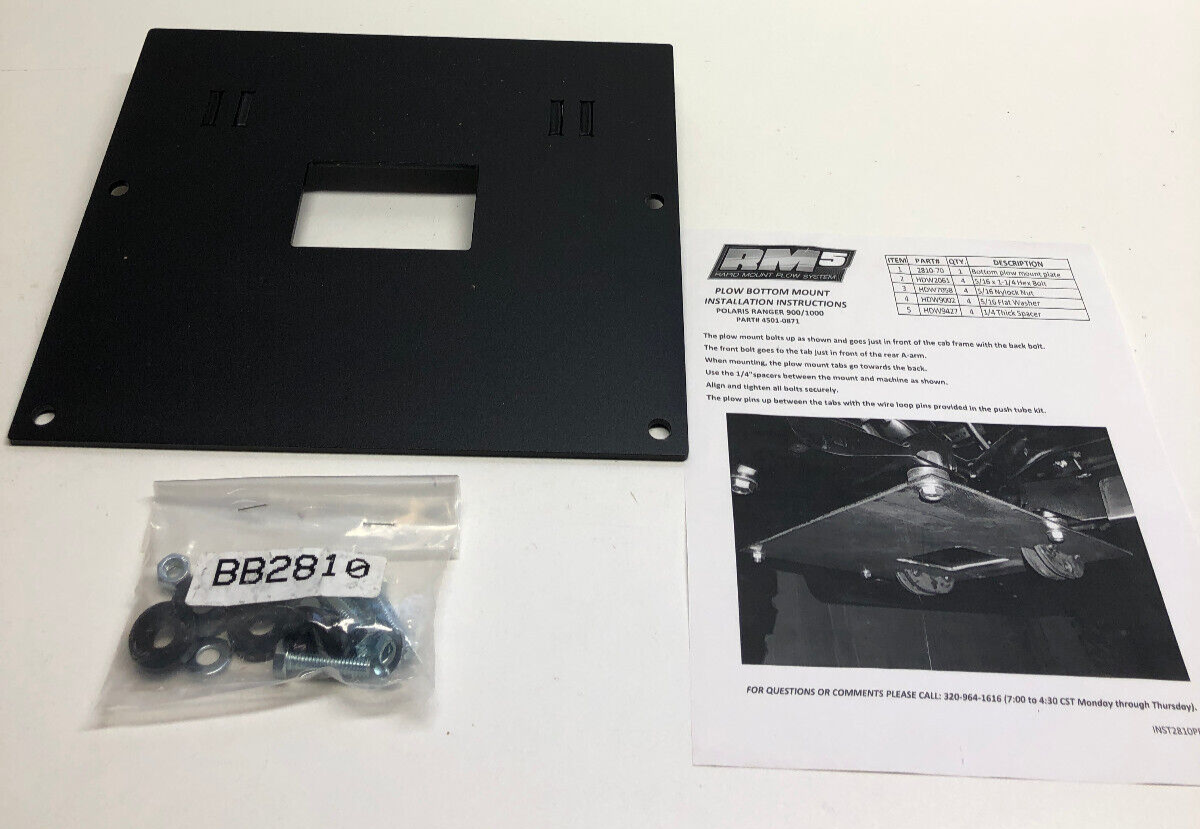 BB2810
RM5
RAPID MOUNT PLOW SYSTEM
PLOW BOTTOM MOUNT
INSTALLATION INSTRUCTIONS
POLARIS RANGER 900/1000
PART# 4501-0871
ITEM PART# QTY. DESCRIPTION
1 2810-70 1 Bottom plow mount plate
2 HDW2061 4 5/16 x 1-1/4 Hex Bolt
3 HDW7058 4 5/16 Nylock Nut
4 HDW9002 4 5/16 Flat Washer
5 HDW9427 4 1/4 Thick Spacer
The plow mount bolts up as shown and goes just in front of the cab frame with the back bolt.
The front bolt goes to the tab just in front of the rear A-arm.
When mounting, the plow mount tabs go towards the back.
Use the 1/4"spacers between the mount and machine as shown.
Align and tighten all bolts securely.
The plow pins up between the tabs with the wire loop pins provided in the push tube kit.
FOR QUESTIONS OR COMMENTS PLEASE CALL: 320-964-1616 (7:00 to 4:30 CST Monday through Thursday).